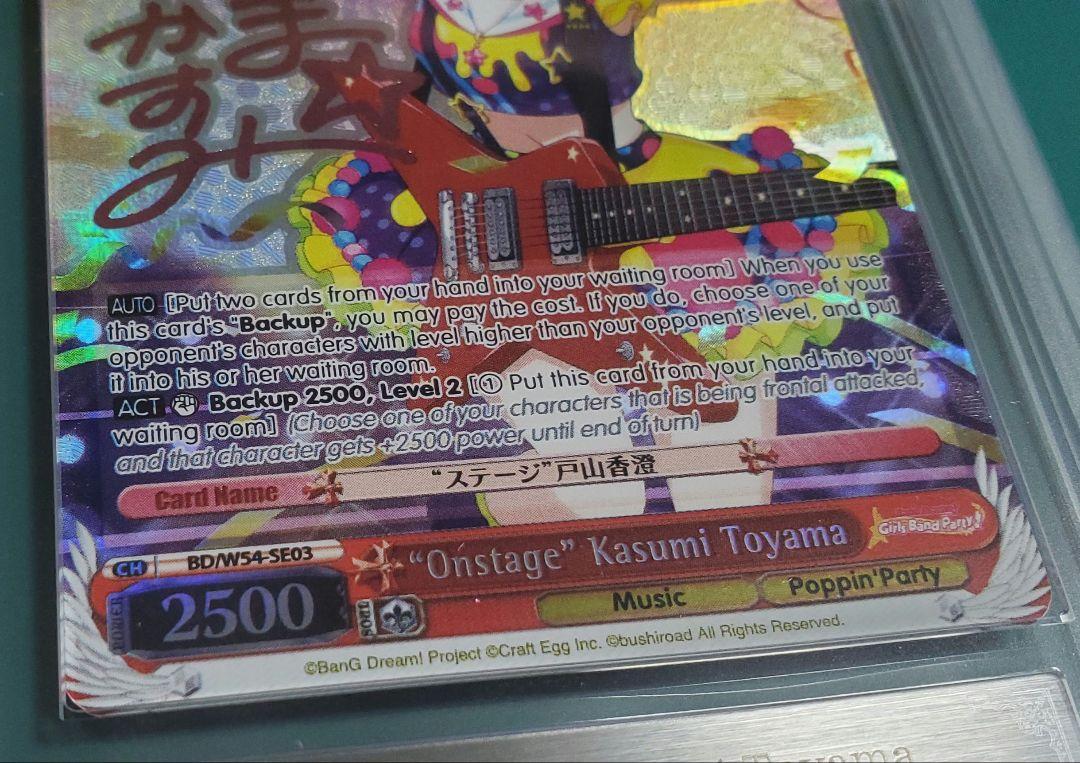 かすみ
ま
AUTO [Put two cards from your hand into your waiting room] When you use
this card's "Backup", you may pay the cost. If you do, choose one of your
opponent's characters with level higher than your opponent's level, and put
it into his or her waiting room.
ACT Backup 2500, Level 2 [① Put this card from your hand into your
waiting room] (Choose one of your characters that is being frontal attacked,
and that character gets +2500 power until end of turn)
Card Name
"ステージ"戸山香澄
CH BD/W54-SE03
"Onstage" Kasumi Toyama
Girls Band Party!
POWER 2500
SOUL
Music
Poppin'Party
©BanG Dream! Project ©Craft Egg Inc. ©bushiroad All Rights Reserved.
Toyama